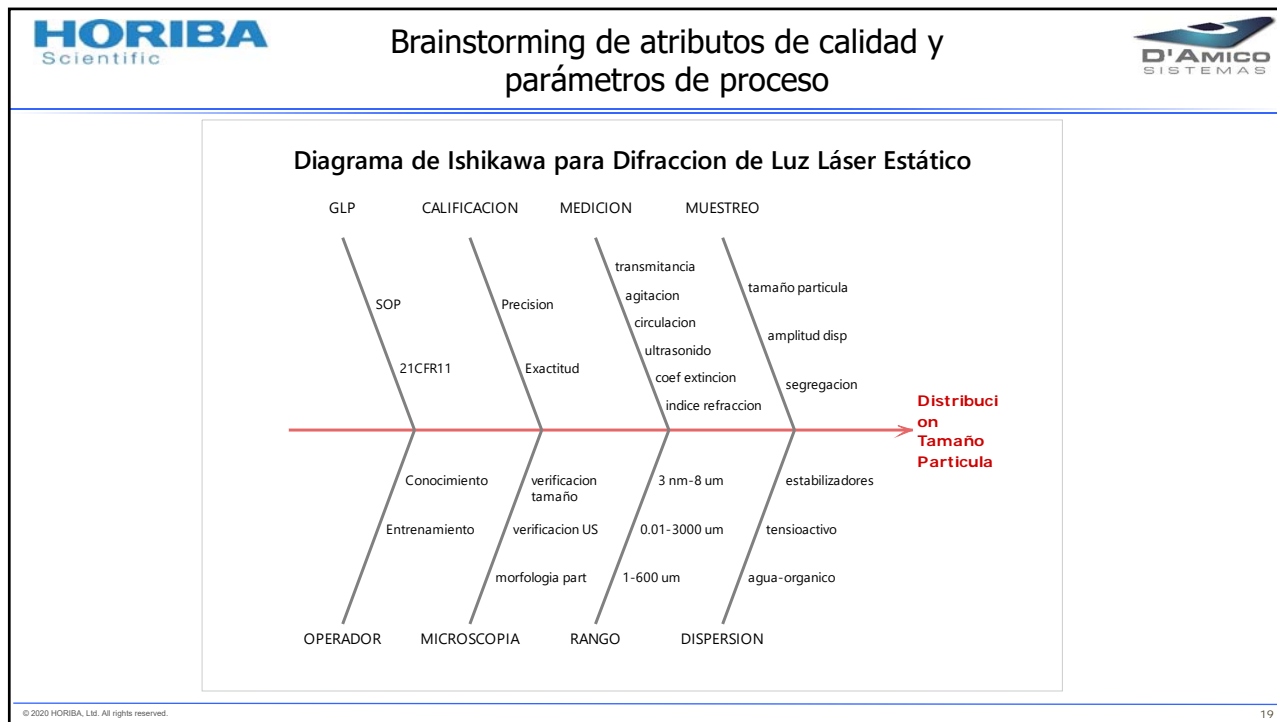 HORIBA
Scientific
Brainstorming de atributos de calidad y
parámetros de proceso
D'AMICO
SISTEMAS
Diagrama de Ishikawa para Difraccion de Luz Láser Estático
GLP
CALIFICACION
MEDICION
MUESTREO
SOP
21CFR11
Precision
Exactitud
transmitancia
agitacion
circulacion
ultrasonido
coef extincion
indice refraccion
tamaño particula
amplitud disp
segregacion
Distribuci
on
Tamaño
Particula
Conocimiento
Entrenamiento
verificacion
tamaño
verificacion US
morfologia part
3 nm-8 um
0.01-3000 um
1-600 um
estabilizadores
tensioactivo
agua-organico
OPERADOR
MICROSCOPIA
RANGO
DISPERSION
© 2020 HORIBA, Ltd. All rights reserved.
19